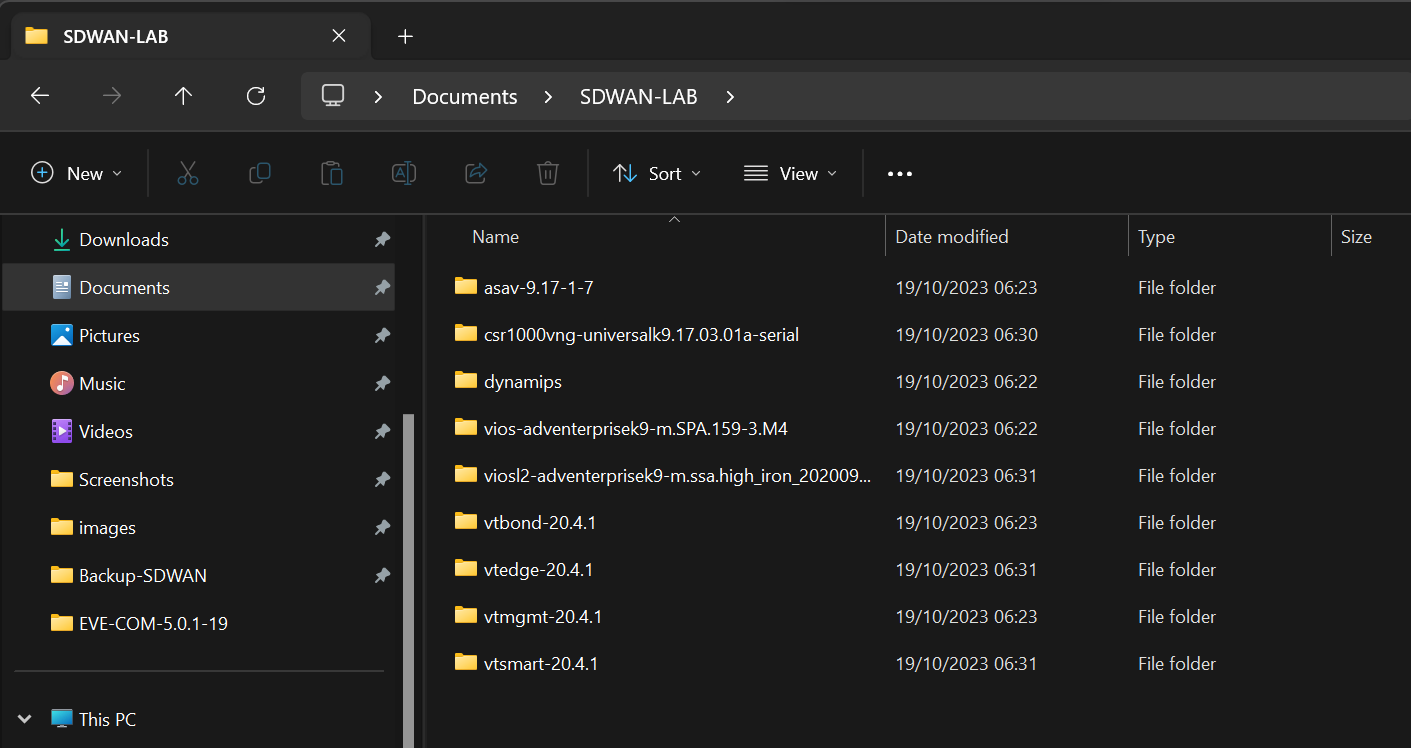 SDWAN-LAB
Documents > SDWAN-LAB >
New Sort View
Downloads
Documents
Pictures
Music
Videos
Screenshots
images
Backup-SDWAN
EVE-COM-5.0.1-19
This PC
Name Date modified Type Size
asav-9.17-1-7 19/10/2023 06:23 File folder
csr1000vng-universalk9.17.03.01a-serial 19/10/2023 06:30 File folder
dynamips 19/10/2023 06:22 File folder
vios-adventerprisek9-m.SPA.159-3.M4 19/10/2023 06:22 File folder
viosl2-adventerprisek9-m.ssa.high_iron_202009... 19/10/2023 06:31 File folder
vtbond-20.4.1 19/10/2023 06:23 File folder
vtedge-20.4.1 19/10/2023 06:31 File folder
vtmgmt-20.4.1 19/10/2023 06:23 File folder
vtsmart-20.4.1 19/10/2023 06:31 File folder